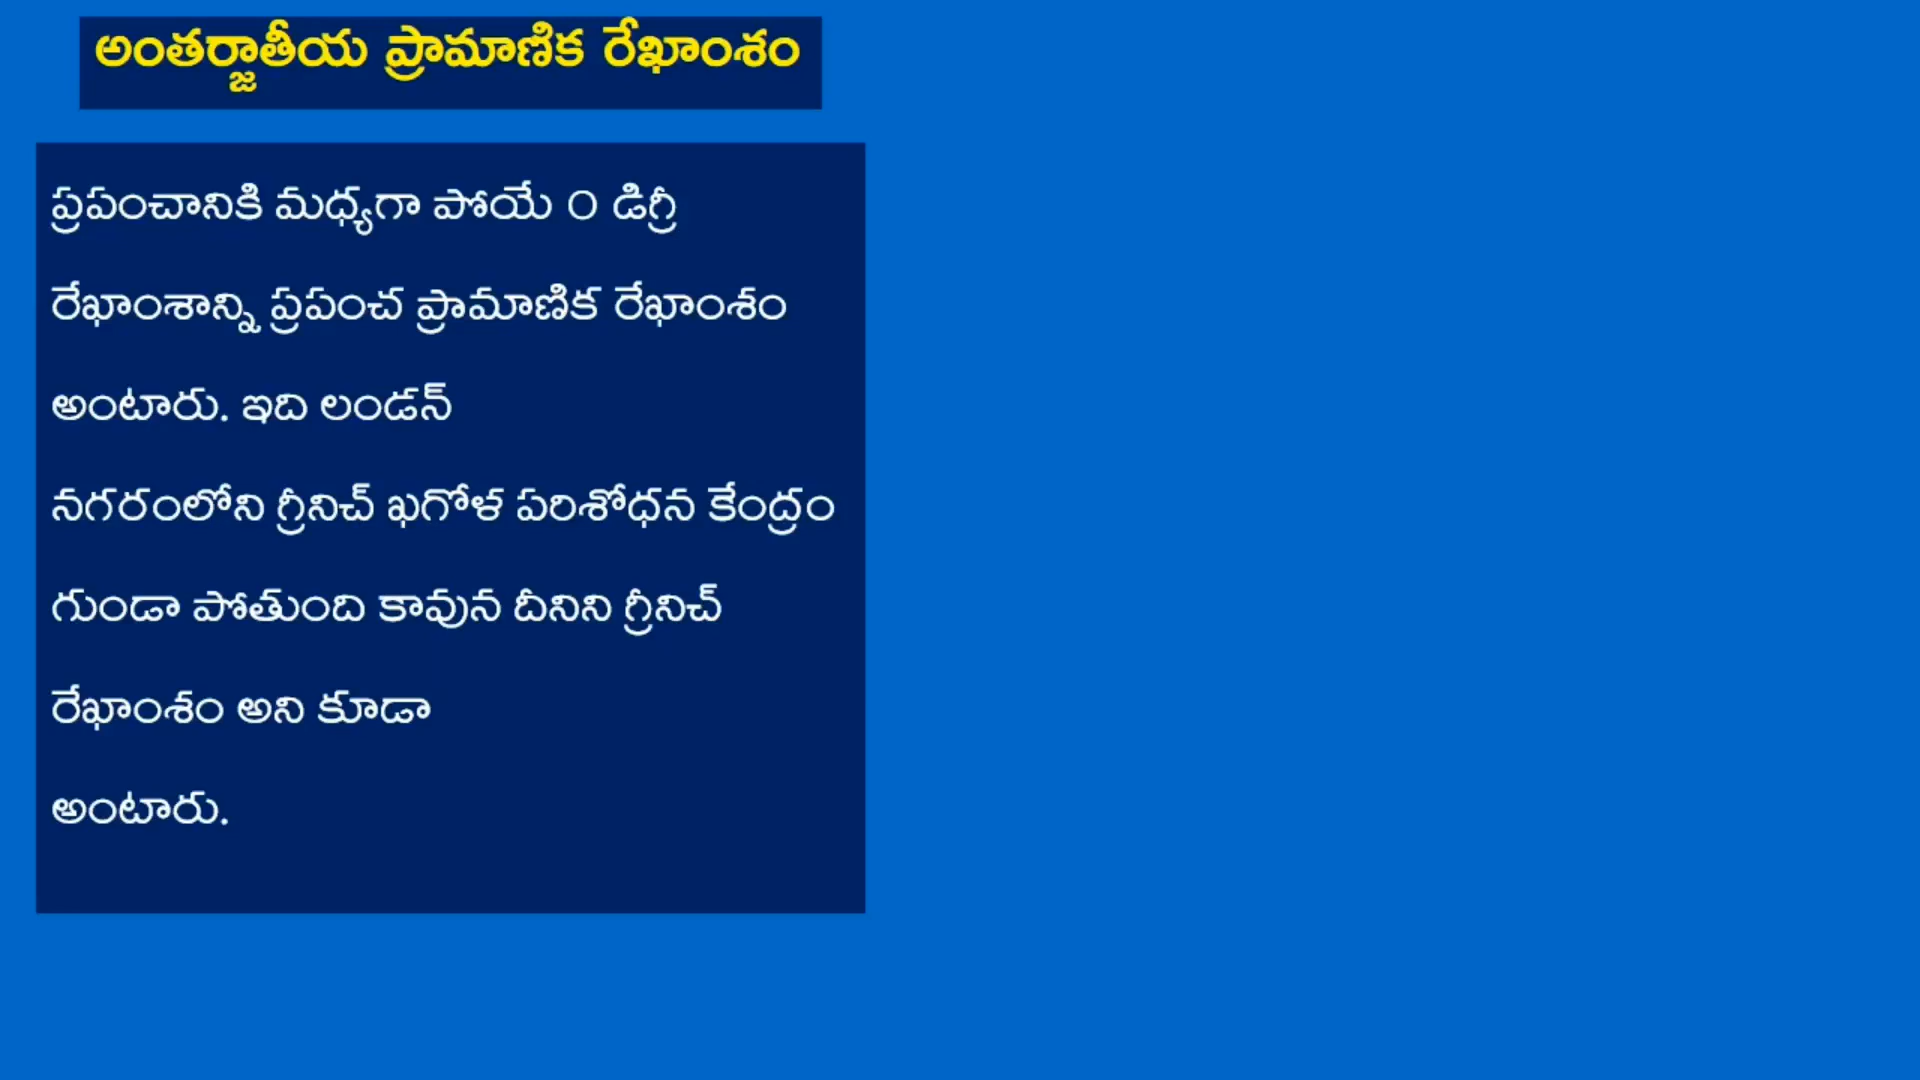 అంతర్జాతీయ ప్రామాణిక రేఖాంశం
ప్రపంచానికి మధ్యగా పోయే 0 డిగ్రీ
రేఖాంశాన్ని ప్రపంచ ప్రామాణిక రేఖాంశం
అంటారు. ఇది లండన్
నగరంలోని గ్రీనిచ్ ఖగోళ పరిశోధన కేంద్రం
గుండా పోతుంది కావున దీనిని గ్రీనిచ్
రేఖాంశం అని కూడా
అంటారు.